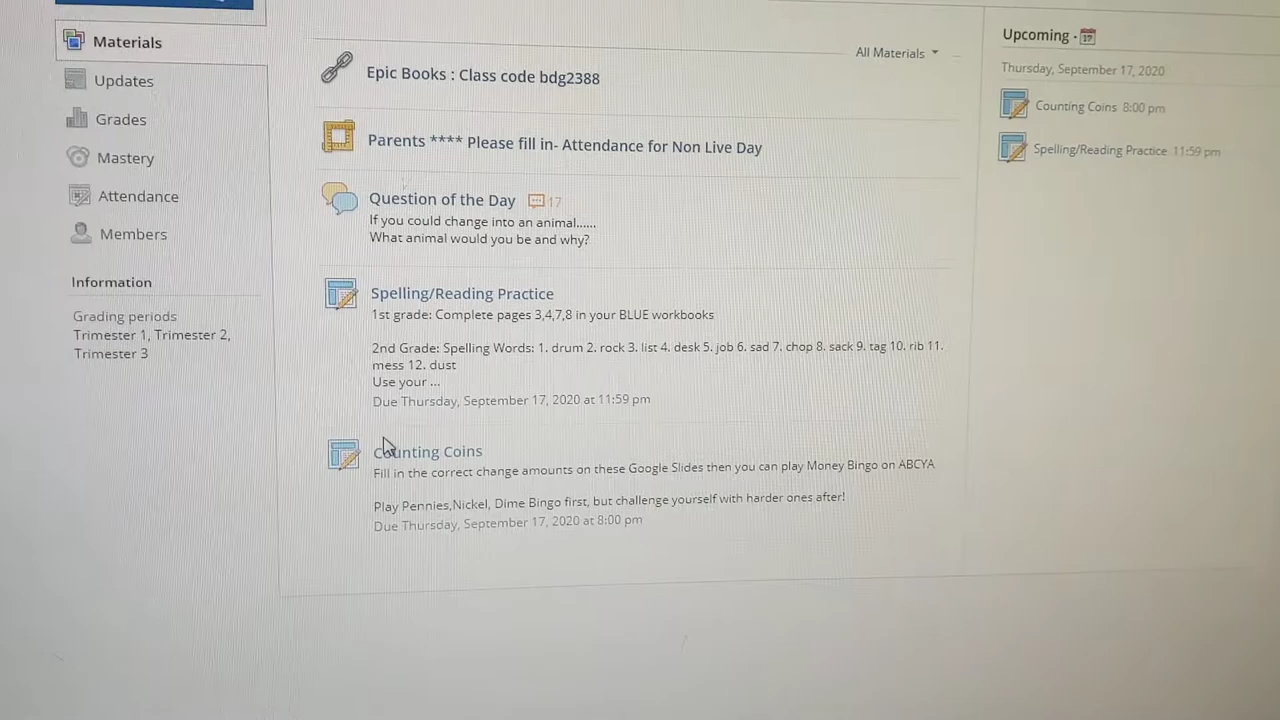 Materials
Updates
Grades
Mastery
Attendance
Members
Information
Grading periods
Trimester 1, Trimester 2,
Trimester 3
All Materials
Epic Books : Class code bdg2388
Parents **** Please fill in- Attendance for Non Live Day
Question of the Day 17
If you could change into an animal......
What animal would you be and why?
Spelling/Reading Practice
1st grade: Complete pages 3,4,7,8 in your BLUE workbooks
2nd Grade: Spelling Words: 1. drum 2. rock 3. list 4. desk 5. job 6. sad 7. chop 8. sack 9. tag 10. rib 11.
mess 12. dust
Use your ...
Due Thursday, September 17, 2020 at 11:59 pm
Counting Coins
Fill in the correct change amounts on these Google Slides then you can play Money Bingo on ABCYA
Play Pennies,Nickel, Dime Bingo first, but challenge yourself with harder ones after!
Due Thursday, September 17, 2020 at 8:00 pm
Upcoming · 17
Thursday, September 17, 2020
Counting Coins 8:00 pm
Spelling/Reading Practice 11:59 pm